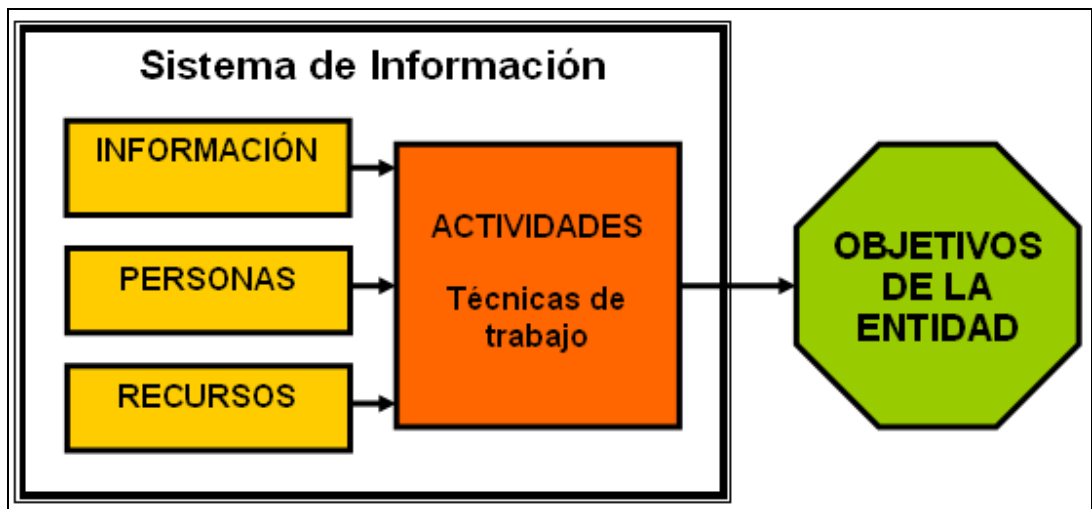 Sistema de Información
INFORMACIÓN
PERSONAS
RECURSOS
ACTIVIDADES
Técnicas de
trabajo
OBJETIVOS
DE LA
ENTIDAD